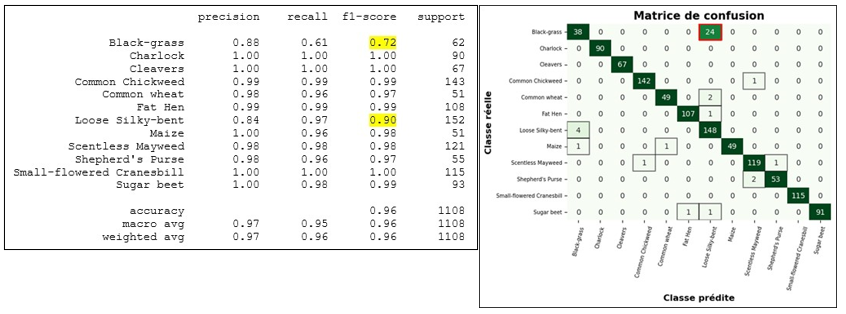 precision recall f1-score support
Black-grass 0.88 0.61 0.72 62
Charlock 1.00 1.00 1.00 90
Cleavers 1.00 1.00 1.00 67
Common Chickweed 0.99 0.99 0.99 143
Common wheat 0.98 0.96 0.97 51
Fat Hen 0.99 0.99 0.99 108
Loose Silky-bent 0.84 0.97 0.90 152
Maize 1.00 0.96 0.98 51
Scentless Mayweed 0.98 0.98 0.98 121
Shepherd's Purse 0.98 0.96 0.97 55
Small-flowered Cranesbill 1.00 1.00 1.00 115
Sugar beet 1.00 0.98 0.99 93
accuracy 0.96 1108
macro avg 0.97 0.95 0.96 1108
weighted avg 0.97 0.96 0.96 1108
Matrice de confusion
Classe réelle
Black-grass 38 0 0 0 0 0 24 0 0 0 0 0
Charlock 0 90 0 0 0 0 0 0 0 0 0 0
Cleavers 0 0 67 0 0 0 0 0 0 0 0 0
Common Chickweed 0 0 0 142 0 0 0 0 1 0 0 0
Common wheat 0 0 0 0 49 0 2 0 0 0 0 0
Fat Hen 0 0 0 0 0 107 1 0 0 0 0 0
Loose Silky-bent 4 0 0 0 0 0 148 0 0 0 0 0
Maize 1 0 0 0 1 0 0 49 0 0 0 0
Scentless Mayweed 0 0 0 1 0 0 0 0 119 1 0 0
Shepherd's Purse 0 0 0 0 0 0 0 0 2 53 0 0
Small-flowered Cranesbill 0 0 0 0 0 0 0 0 0 0 115 0
Sugar beet 0 0 0 0 0 1 1 0 0 0 0 91
Black-grass
Charlock
Cleavers
Common Chickweed
Common wheat
Fat Hen
Loose Silky-bent
Maize
Scentless Mayweed
Shepherd's Purse
Small-flowered Cranesbill
Sugar beet
Classe prédite